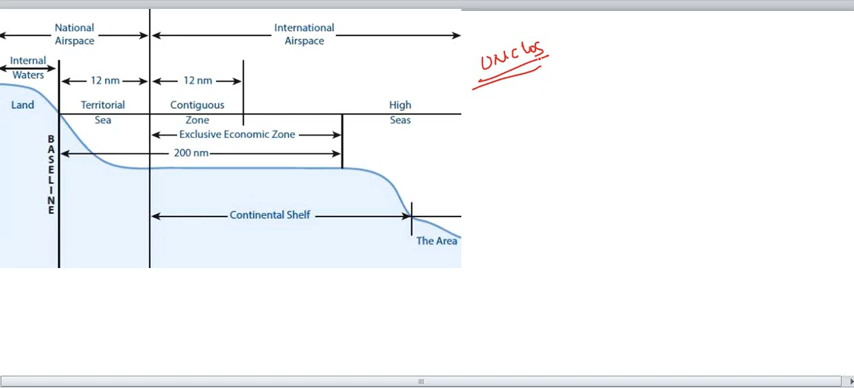 National
Airspace
International
Airspace
Internal
Waters
12 nm
12 nm
Land
Territorial
Sea
Contiguous
Zone
High
Seas
Exclusive Economic Zone
200 nm
BASELINE
Continental Shelf
The Area
UNCLOS